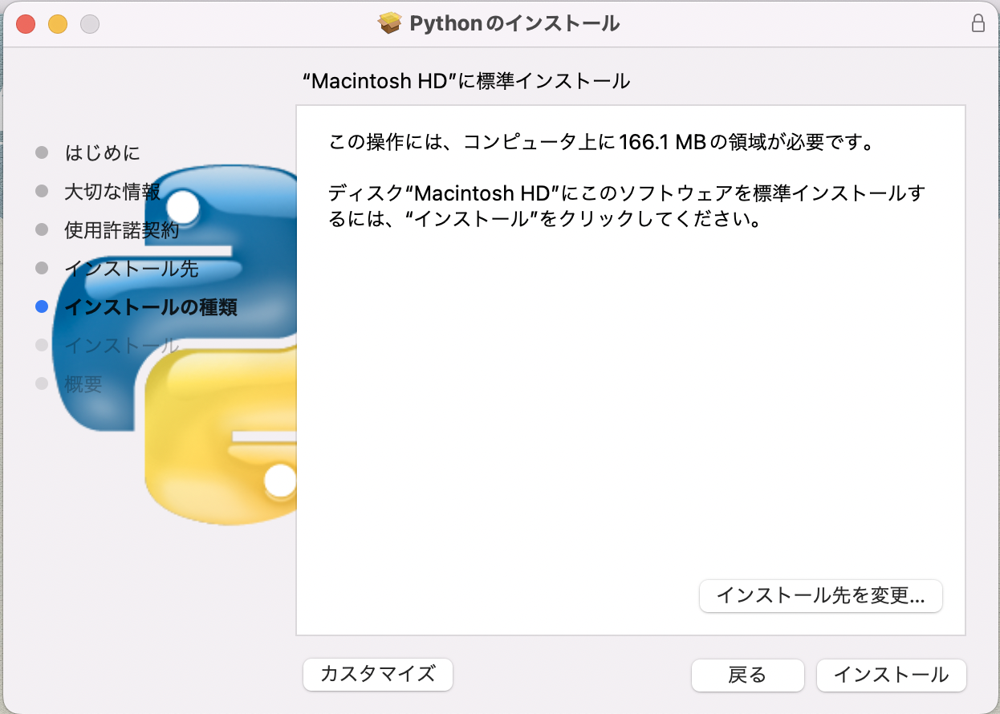 Pythonのインストール
“Macintosh HD”に標準インストール
はじめに
大切な情報
使用許諾契約
インストール先
インストールの種類
インストール
概要
この操作には、コンピュータ上に166.1 MBの領域が必要です。
ディスク“Macintosh HD”にこのソフトウェアを標準インストールす
るには、“インストール”をクリックしてください。
インストール先を変更...
カスタマイズ
戻る
インストール